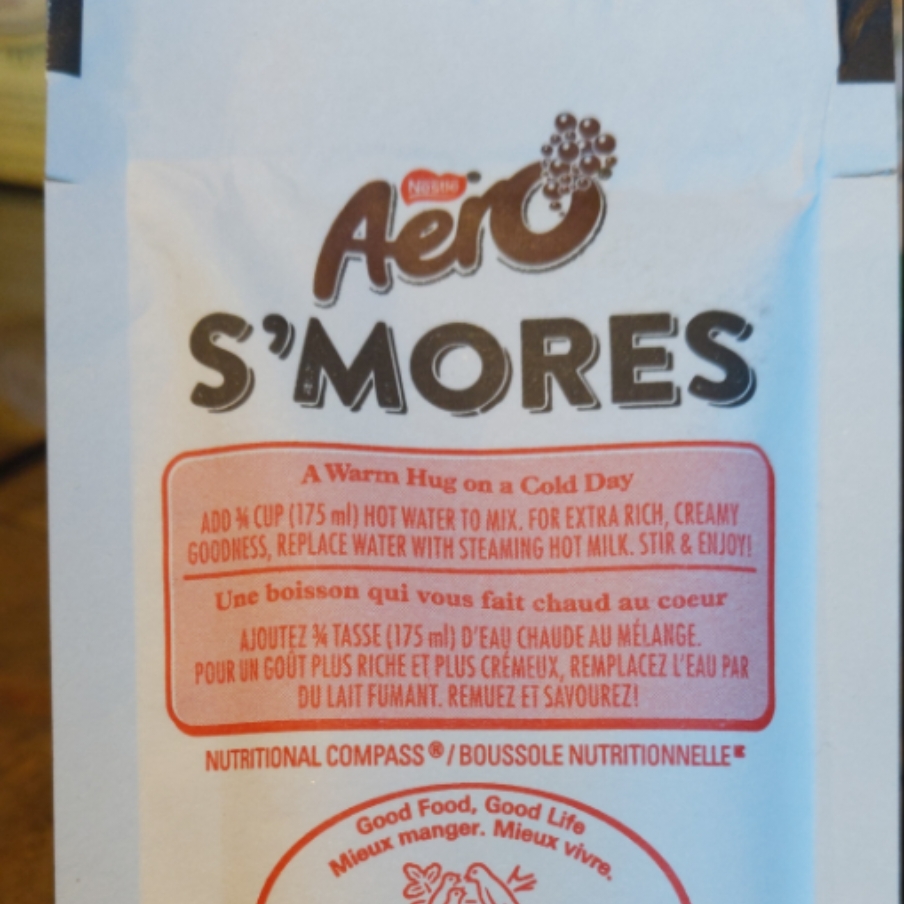 Nestlé
Aero
S'MORES
A Warm Hug on a Cold Day
ADD ¾ CUP (175 ml) HOT WATER TO MIX. FOR EXTRA RICH, CREAMY
GOODNESS, REPLACE WATER WITH STEAMING HOT MILK. STIR & ENJOY!
Une boisson qui vous fait chaud au coeur
AJOUTEZ ¾ TASSE (175 ml) D'EAU CHAUDE AU MÉLANGE.
POUR UN GOÛT PLUS RICHE ET PLUS CRÉMEUX, REMPLACEZ L'EAU PAR
DU LAIT FUMANT. REMUEZ ET SAVOUREZ!
NUTRITIONAL COMPASS® / BOUSSOLE NUTRITIONNELLE
Good Food, Good Life
Mieux manger. Mieux vivre.